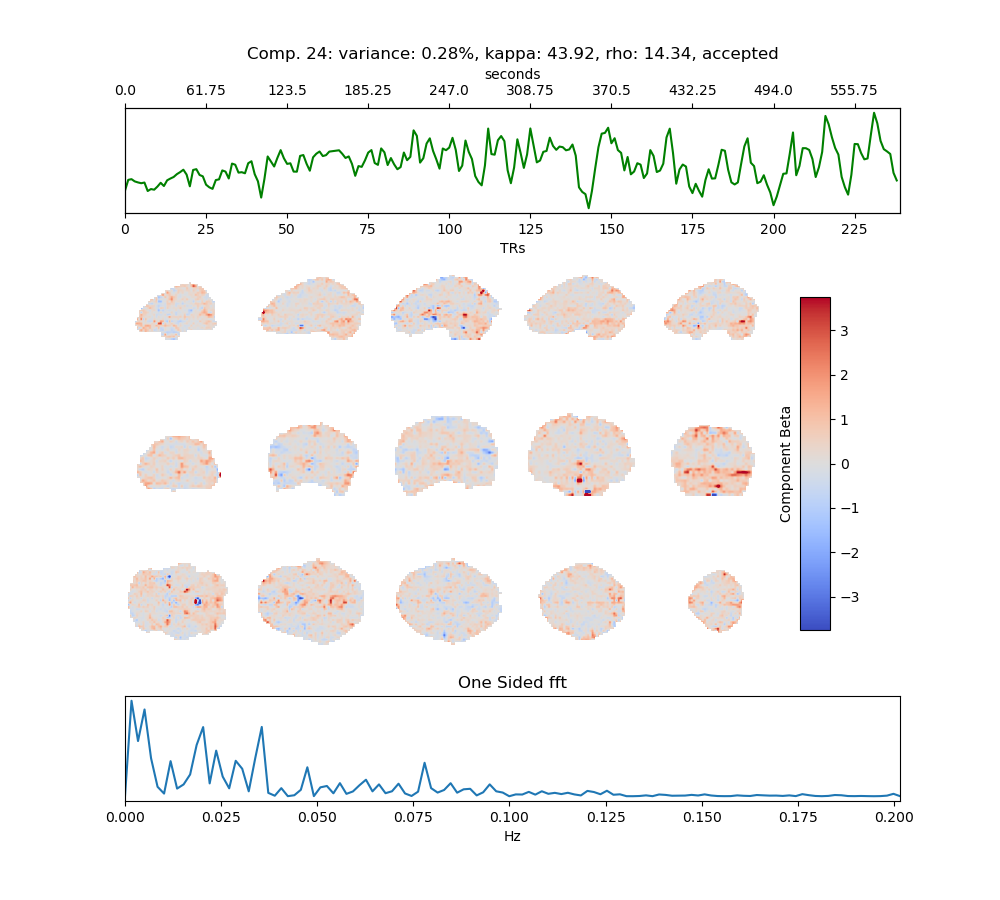 Comp. 24: variance: 0.28%, kappa: 43.92, rho: 14.34, accepted
seconds
0.0 61.75 123.5 185.25 247.0 308.75 370.5 432.25 494.0 555.75
0 25 50 75 100 125 150 175 200 225
TRs
3
2
1
0
−1
−2
−3
Component Beta
One Sided fft
0.000 0.025 0.050 0.075 0.100 0.125 0.150 0.175 0.200
Hz